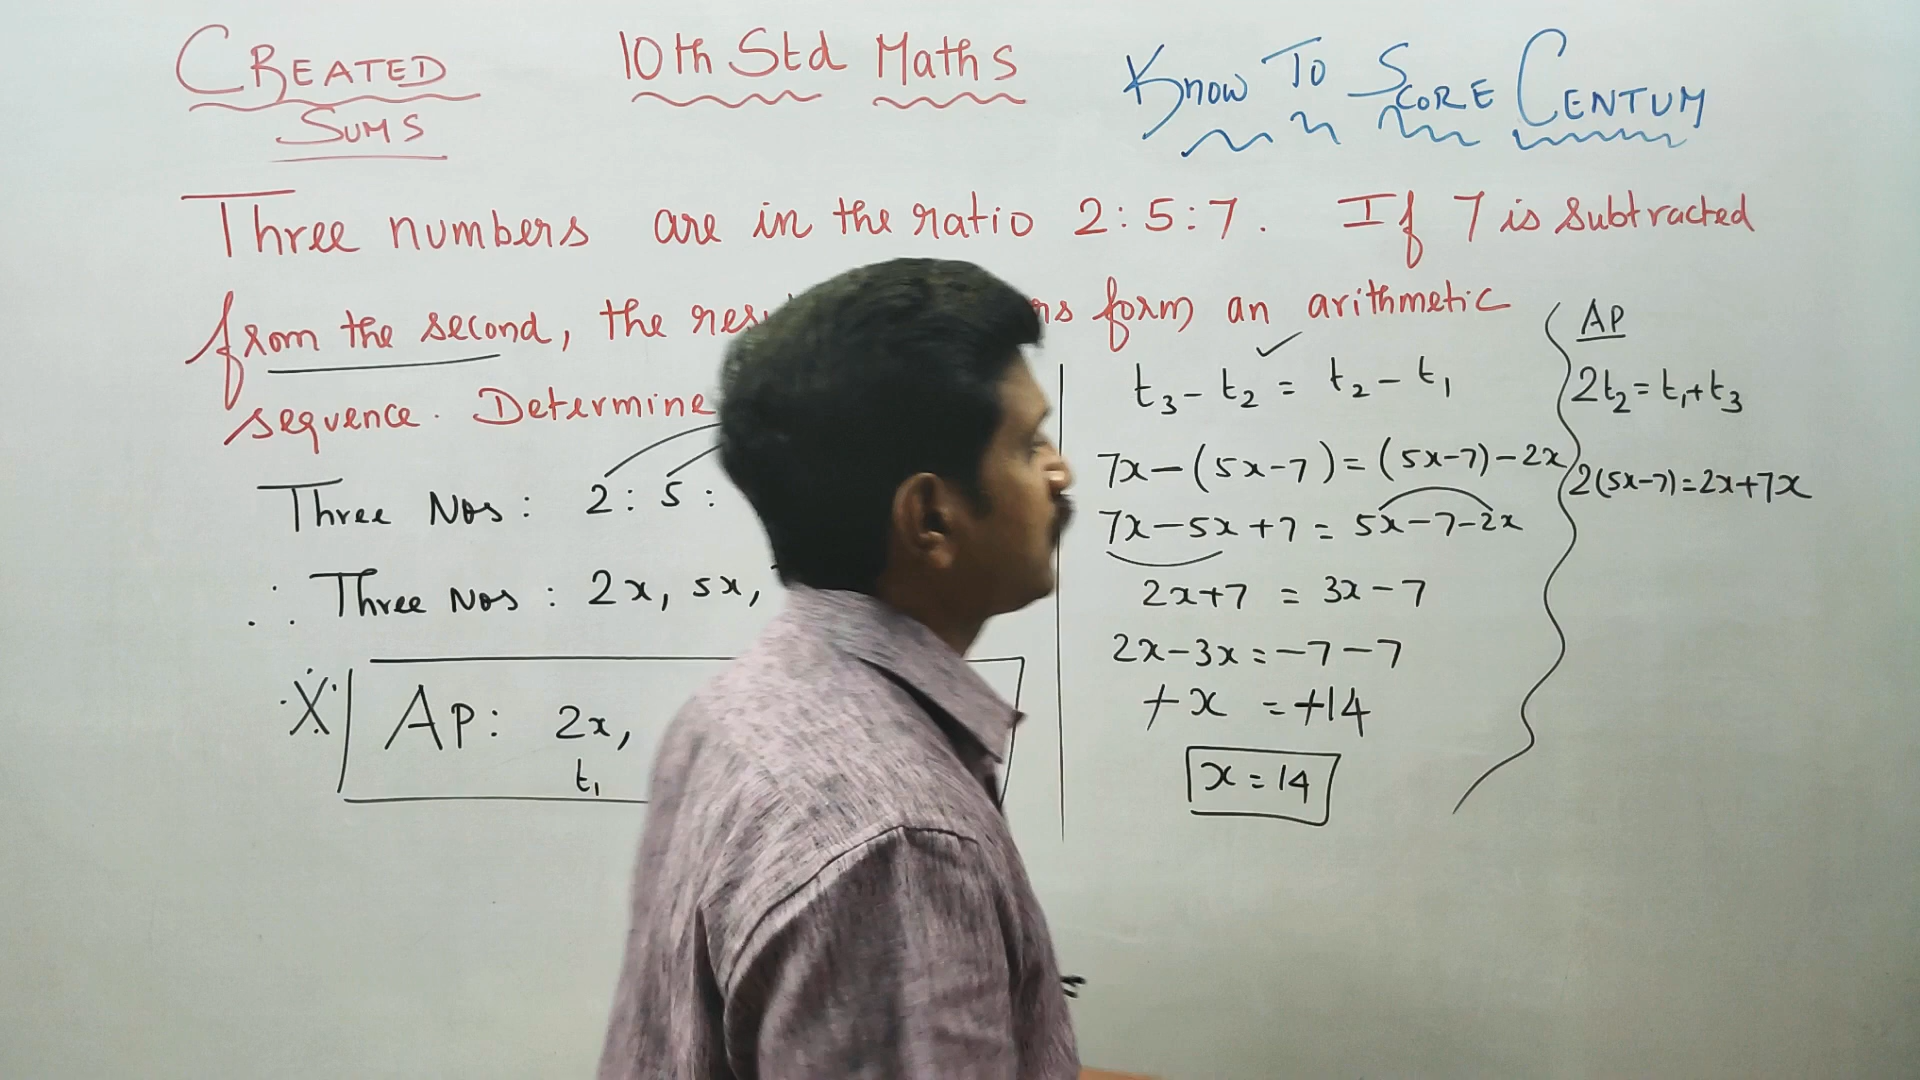 CREATED
SUMS
10th Std Maths
Know To SCORE CENTUM
Three numbers are in the ratio 2:5:7. If 7 is subtracted
from the second, the form an arithmetic
sequence. Determine
Three Nos : 2 : 5 :
∴ Three Nos : 2x, 5x,
AP: 2x,
t₁
t₃ - t₂ = t₂ - t₁
7x - (5x-7) = (5x-7) - 2x
7x - 5x + 7 = 5x - 7 - 2x
2x+7 = 3x - 7
2x - 3x = -7 - 7
+x = +14
x = 14
AP
2t₂ = t₁+t₃
2(5x-7) = 2x+7x